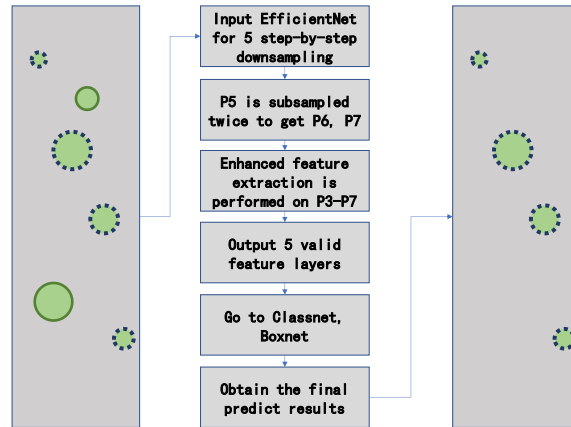 Input EfficientNet
for 5 step-by-step
downsampling
P5 is subsampled
twice to get P6, P7
Enhanced feature
extraction is
performed on P3-P7
Output 5 valid
feature layers
Go to Classnet,
Boxnet
Obtain the final
predict results